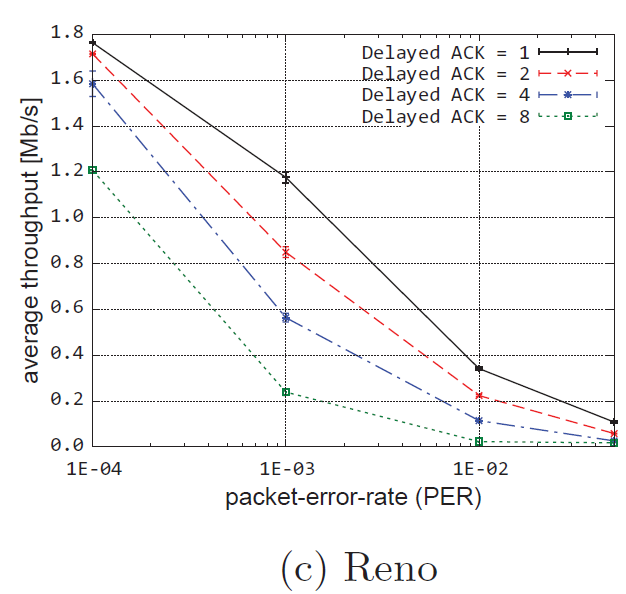 1.8
1.6
1.4
1.2
1.0
0.8
0.6
0.4
0.2
0.0
average throughput [Mb/s]
Delayed ACK = 1
Delayed ACK = 2
Delayed ACK = 4
Delayed ACK = 8
1E-04 1E-03 1E-02
packet-error-rate (PER)
(c) Reno